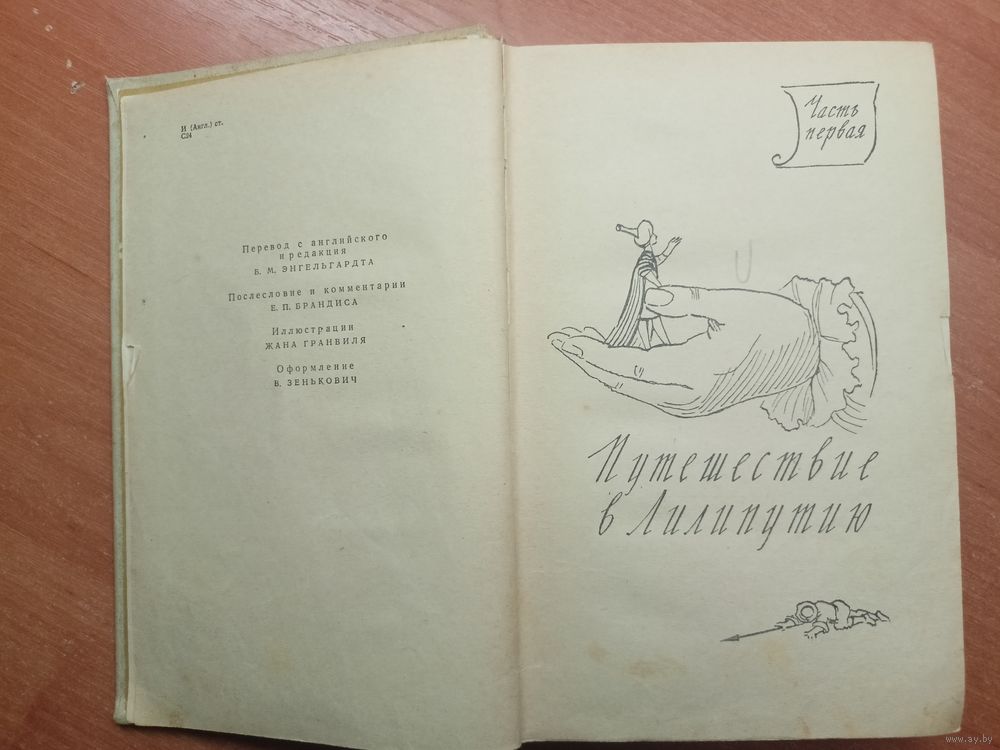 И (Англ.) ст.
С24
Перевод с английского
и редакция
Б. М. ЭНГЕЛЬГАРДТА
Послесловие и комментарии
Е. П. БРАНДИСА
Иллюстрации
ЖАНА ГРАНВИЛЯ
Оформление
В. ЗЕНЬКОВИЧ
Часть
первая
Путешествие
в Лилипутию
www.ay.by